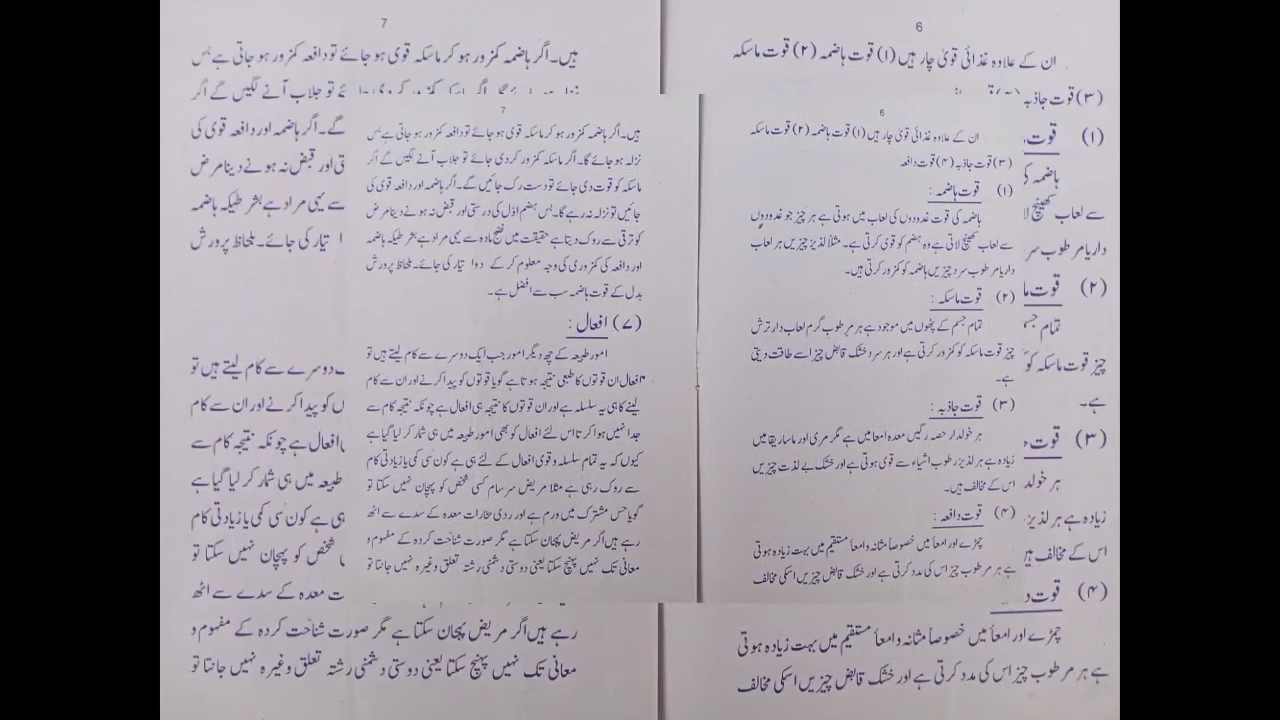 6
ان کے علاوہ غذائی قویٰ چار ہیں (۱) قوت ہاضمہ (۲) قوت ماسکہ
(۳) قوت جاذبہ (۴) قوت دافعہ
(۱) قوت ہاضمہ :
ہاضمہ کی قوت غدودوں کی لعاب میں ہوتی ہے ہر چیز جو غدودوں
سے لعاب کھینچ لاتی ہے وہ ہضم کو قوی کرتی ہے۔ مثلاً لذیز چیزیں ہر لعاب
دار یا مرطوب سرد چیزیں ہاضمہ کو کمزور کرتی ہیں۔
(۲) قوت ماسکہ :
تمام جسم کے پٹھوں میں موجود ہے ہر مرطوب گرم لعاب دار ترش
چیز قوت ماسکہ کو کمزور کرتی ہے اور ہر سرد خشک قابض چیز اسے طاقت دیتی
ہے۔
(۳) قوت جاذبہ :
ہر خولدار حصہ رگیں معدہ امعا میں ہے مگر مری اور ماساریقا میں
زیادہ ہے ہر لذیز رطوب اشیاء سے قوی ہوتی ہے اور خشک بے لذت چیزیں
اس کے مخالف ہیں۔
(۴) قوت دافعہ :
چمڑے اور امعأ میں خصوصاً مثانہ و امعأ مستقیم میں بہت زیادہ ہوتی
ہے ہر مرطوب چیز اس کی مدد کرتی ہے اور خشک قابض چیزیں اسکی مخالف
7
ہیں۔ اگر ہاضمہ کمزور ہو کر ماسکہ قوی ہو جائے تو دافعہ کمزور ہو جاتی ہے بس
نزلہ ہو جائے گا۔ اگر ماسکہ کمزور کر دی جائے تو جلاب آنے لگیں گے اگر
ماسکہ کو قوت دی جائے تو دست رک جائیں گے۔ اگر ہاضمہ اور دافعہ قوی کی
جائیں تو نزلہ نہ رہے گا۔ بس ہضم اوّل کی درستی اور قبض نہ ہونے دینا مرض
کو ترقی سے روک دیتا ہے حقیقت میں نضج مادہ سے یہی مراد ہے بشر طیکہ ہاضمہ
اور دافعہ کی کمزوری کی وجہ معلوم کر کے دوا تیار کی جائے۔ بلحاظ پرورش
بدل کے قوت ہاضمہ سب سے افضل ہے۔
(۷) افعال :
امور طبیعہ کے چھ دیگر امور جب ایک دوسرے سے کام لیتے ہیں تو
افعال ان قوتوں کا طبعی نتیجہ ہوتا ہے گویا قوتوں کو پیدا کرنے اور ان سے کام
لینے کا ہی یہ سلسلہ ہے اور ان قوتوں کا نتیجہ ہی افعال ہے چونکہ نتیجہ کام سے
جدا نہیں ہوا کرتا اس لئے افعال کو بھی امور طبیعہ میں ہی شمار کر لیا گیا ہے
کیوں کہ یہ تمام سلسلہ و قوی افعال کے لئے ہی ہے کون سی کمی یا زیادتی کام
سے روک رہی ہے مثلا مریض سر سام کسی شخص کو پہچان نہیں سکتا تو
گویا حس مشترک میں ورم ہے اور ردی بخارات معدہ کے سدے سے اٹھ
رہے ہیں اگر مریض پہچان سکتا ہے مگر صورت شناخت کردہ کے مفہوم و
معانی تک نہیں پہنچ سکتا یعنی دوستی دشمنی رشتہ تعلق وغیرہ نہیں جانتا تو